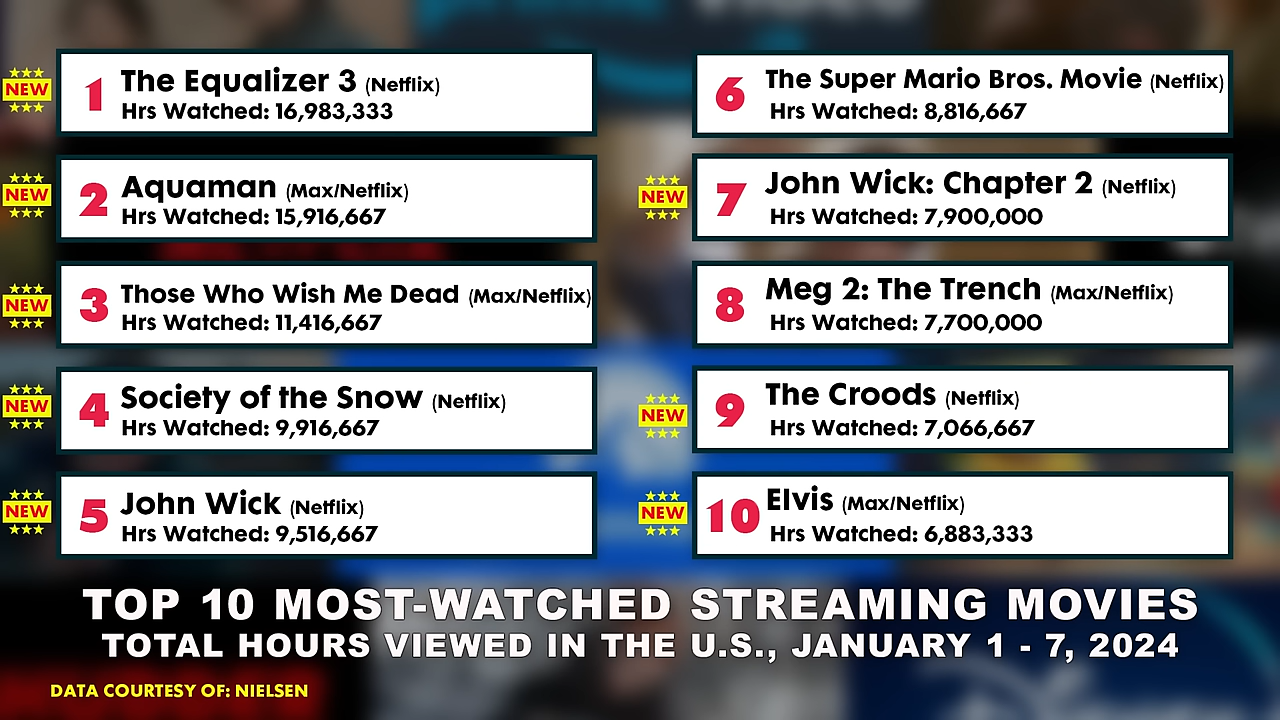 NEW
1
The Equalizer 3 (Netflix)
Hrs Watched: 16,983,333
NEW
2
Aquaman (Max/Netflix)
Hrs Watched: 15,916,667
NEW
3
Those Who Wish Me Dead (Max/Netflix)
Hrs Watched: 11,416,667
NEW
4
Society of the Snow (Netflix)
Hrs Watched: 9,916,667
NEW
5
John Wick (Netflix)
Hrs Watched: 9,516,667
6
The Super Mario Bros. Movie (Netflix)
Hrs Watched: 8,816,667
NEW
7
John Wick: Chapter 2 (Netflix)
Hrs Watched: 7,900,000
8
Meg 2: The Trench (Max/Netflix)
Hrs Watched: 7,700,000
NEW
9
The Croods (Netflix)
Hrs Watched: 7,066,667
NEW
10
Elvis (Max/Netflix)
Hrs Watched: 6,883,333
TOP 10 MOST-WATCHED STREAMING MOVIES
TOTAL HOURS VIEWED IN THE U.S., JANUARY 1 - 7, 2024
DATA COURTESY OF: NIELSEN